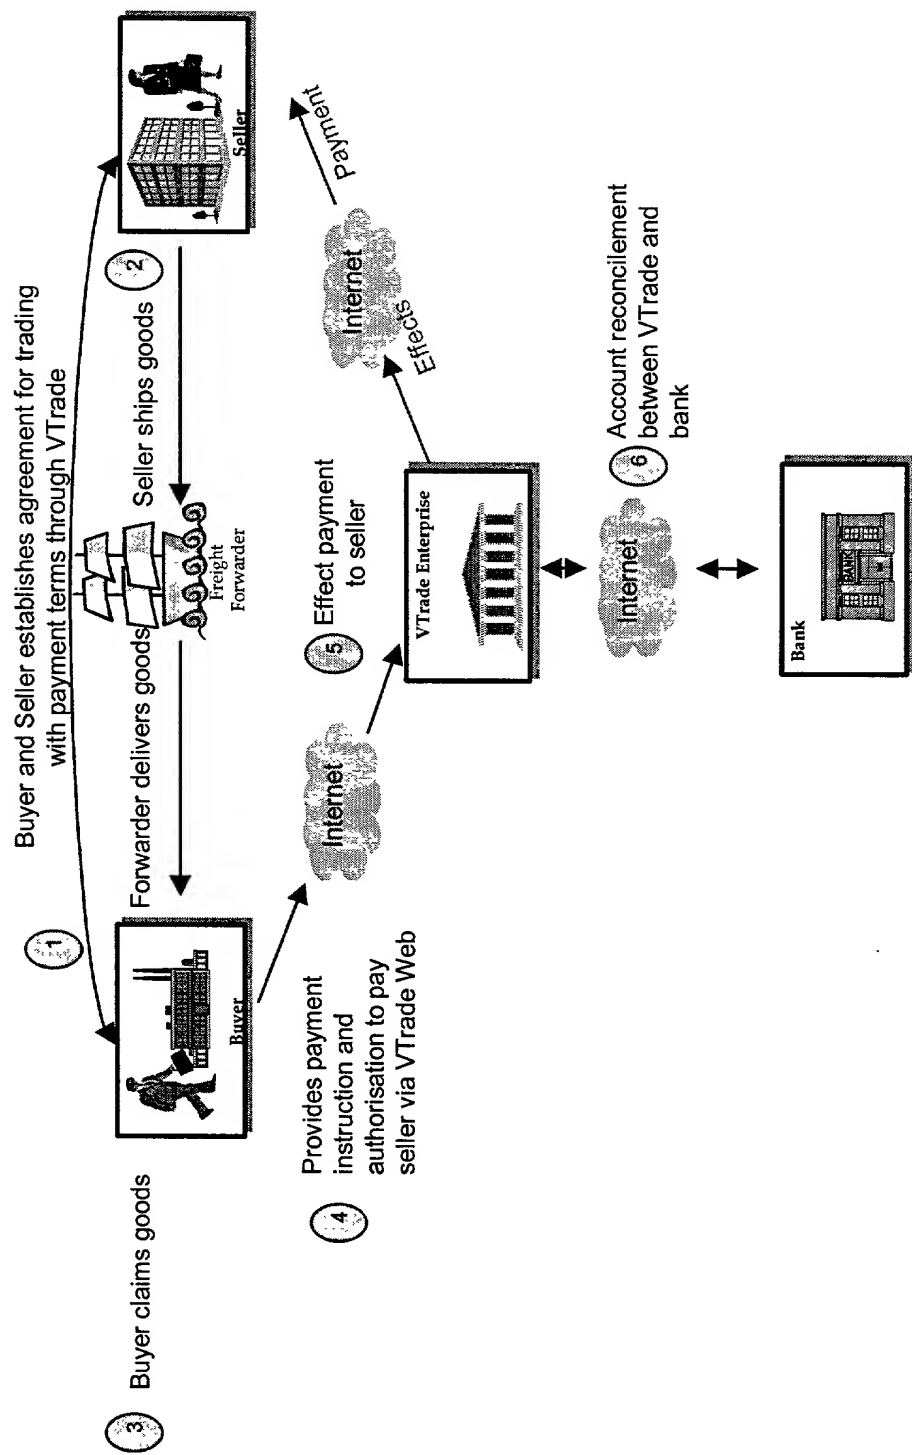 Buyer and Seller establishes agreement for trading
with payment terms through VTrade
1
2
Seller
Seller ships goods
Freight
Forwarder
Forwarder delivers goods
Buyer
3
Buyer claims goods
4
Provides payment
instruction and
authorisation to pay
seller via VTrade Web
Internet
5
Effect payment
to seller
VTrade Enterprise
Effects
Internet
Payment
Internet
6
Account reconcilement
between VTrade and
bank
Bank
BANK